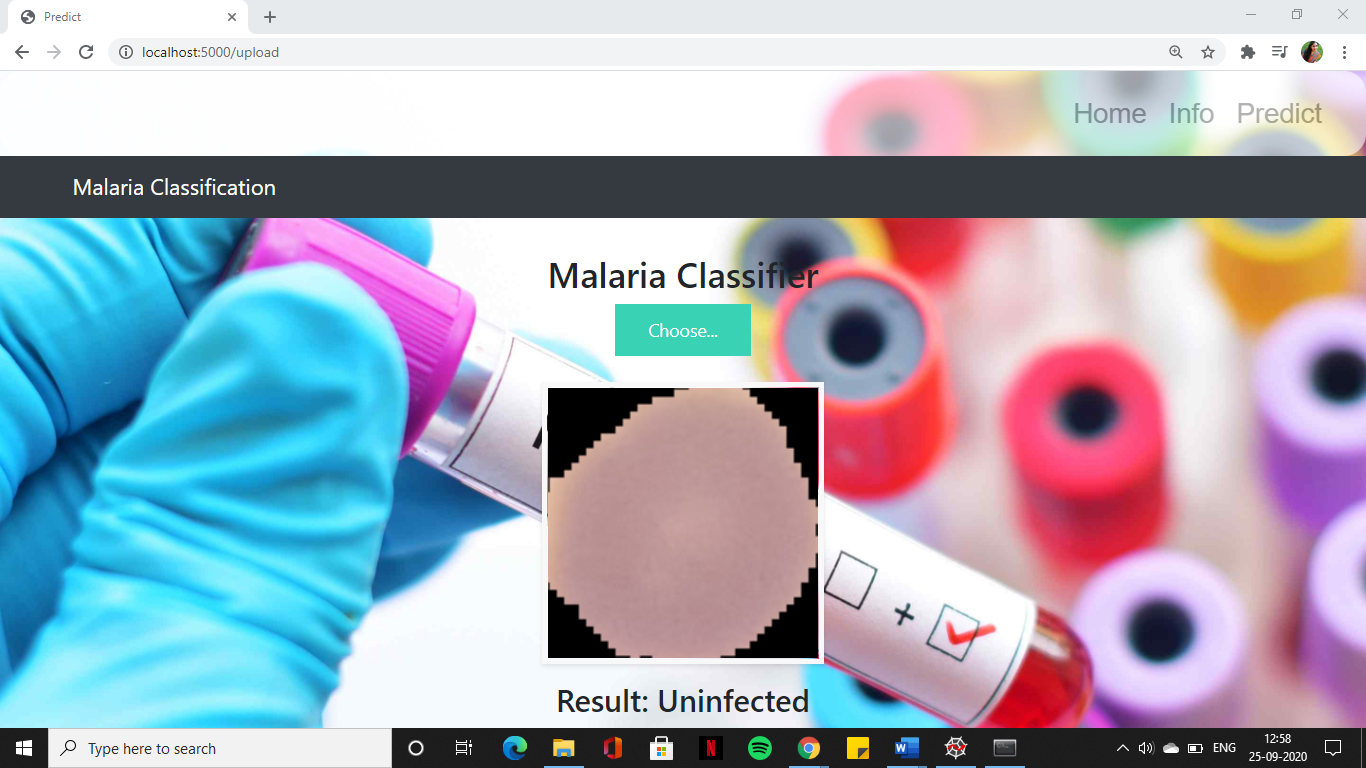 Predict
localhost:5000/upload
Home Info Predict
Malaria Classification
Malaria Classifier
Choose...
+
Result: Uninfected
Type here to search
N
W
ENG
12:58
25-09-2020